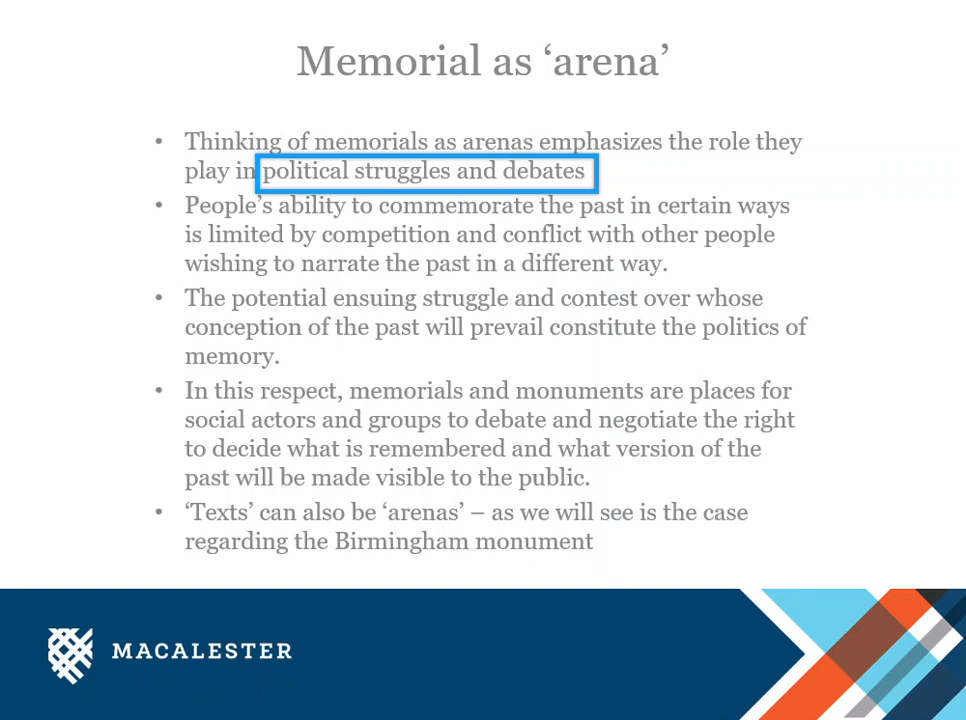 Memorial as ‘arena’
• Thinking of memorials as arenas emphasizes the role they
play in political struggles and debates
• People’s ability to commemorate the past in certain ways
is limited by competition and conflict with other people
wishing to narrate the past in a different way.
• The potential ensuing struggle and contest over whose
conception of the past will prevail constitute the politics of
memory.
• In this respect, memorials and monuments are places for
social actors and groups to debate and negotiate the right
to decide what is remembered and what version of the
past will be made visible to the public.
• ‘Texts’ can also be ‘arenas’ – as we will see is the case
regarding the Birmingham monument
MACALESTER